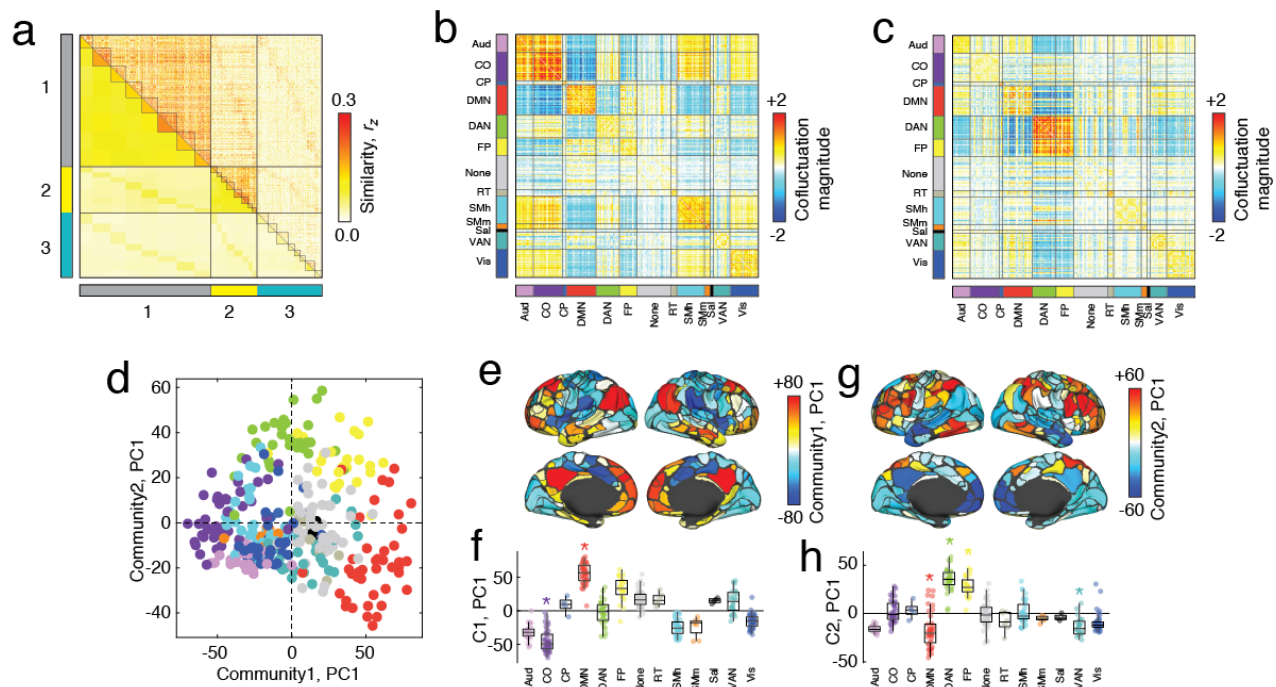 a
1
2
3
1
2
3
0.3
0.0
Similarity, r_z
b
Aud
CO
CP
DMN
DAN
FP
None
RT
SMh
SMm
Sal
VAN
Vis
Aud
CO
CP
DMN
DAN
FP
None
RT
SMh
SMm
Sal
VAN
Vis
+2
-2
Cofluctuation
magnitude
c
Aud
CO
CP
DMN
DAN
FP
None
RT
SMh
SMm
Sal
VAN
Vis
Aud
CO
CP
DMN
DAN
FP
None
RT
SMh
SMm
Sal
VAN
Vis
+2
-2
Cofluctuation
magnitude
d
60
40
20
0
-20
-40
Community2, PC1
-50
0
50
Community1, PC1
e
+80
-80
Community1, PC1
f
*
*
50
0
-50
C1, PC1
Aud
CO
CP
DMN
DAN
FP
None
RT
SMh
SMm
Sal
VAN
Vis
g
+60
-60
Community2, PC1
h
*
*
*
*
50
0
-50
C2, PC1
Aud
CO
CP
DMN
DAN
FP
None
RT
SMh
SMm
Sal
VAN
Vis